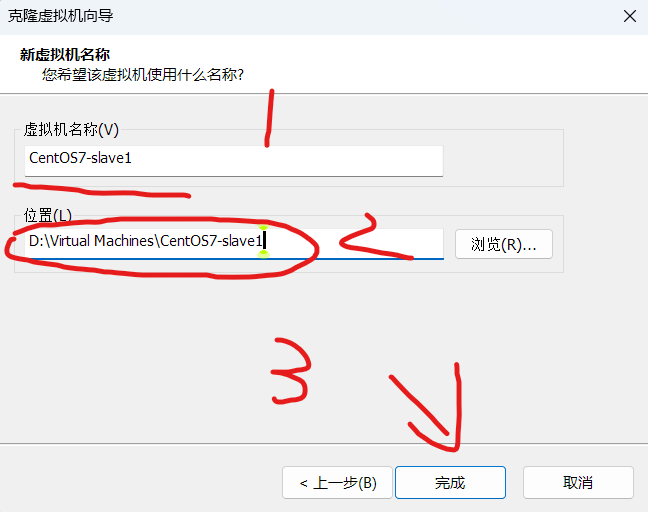 克隆虚拟机向导
新虚拟机名称
您希望该虚拟机使用什么名称?
1
虚拟机名称(V)
CentOS7-slave1
位置(L)
2
D:\Virtual Machines\CentOS7-slave1
浏览(R)...
3
< 上一步(B)
完成
取消